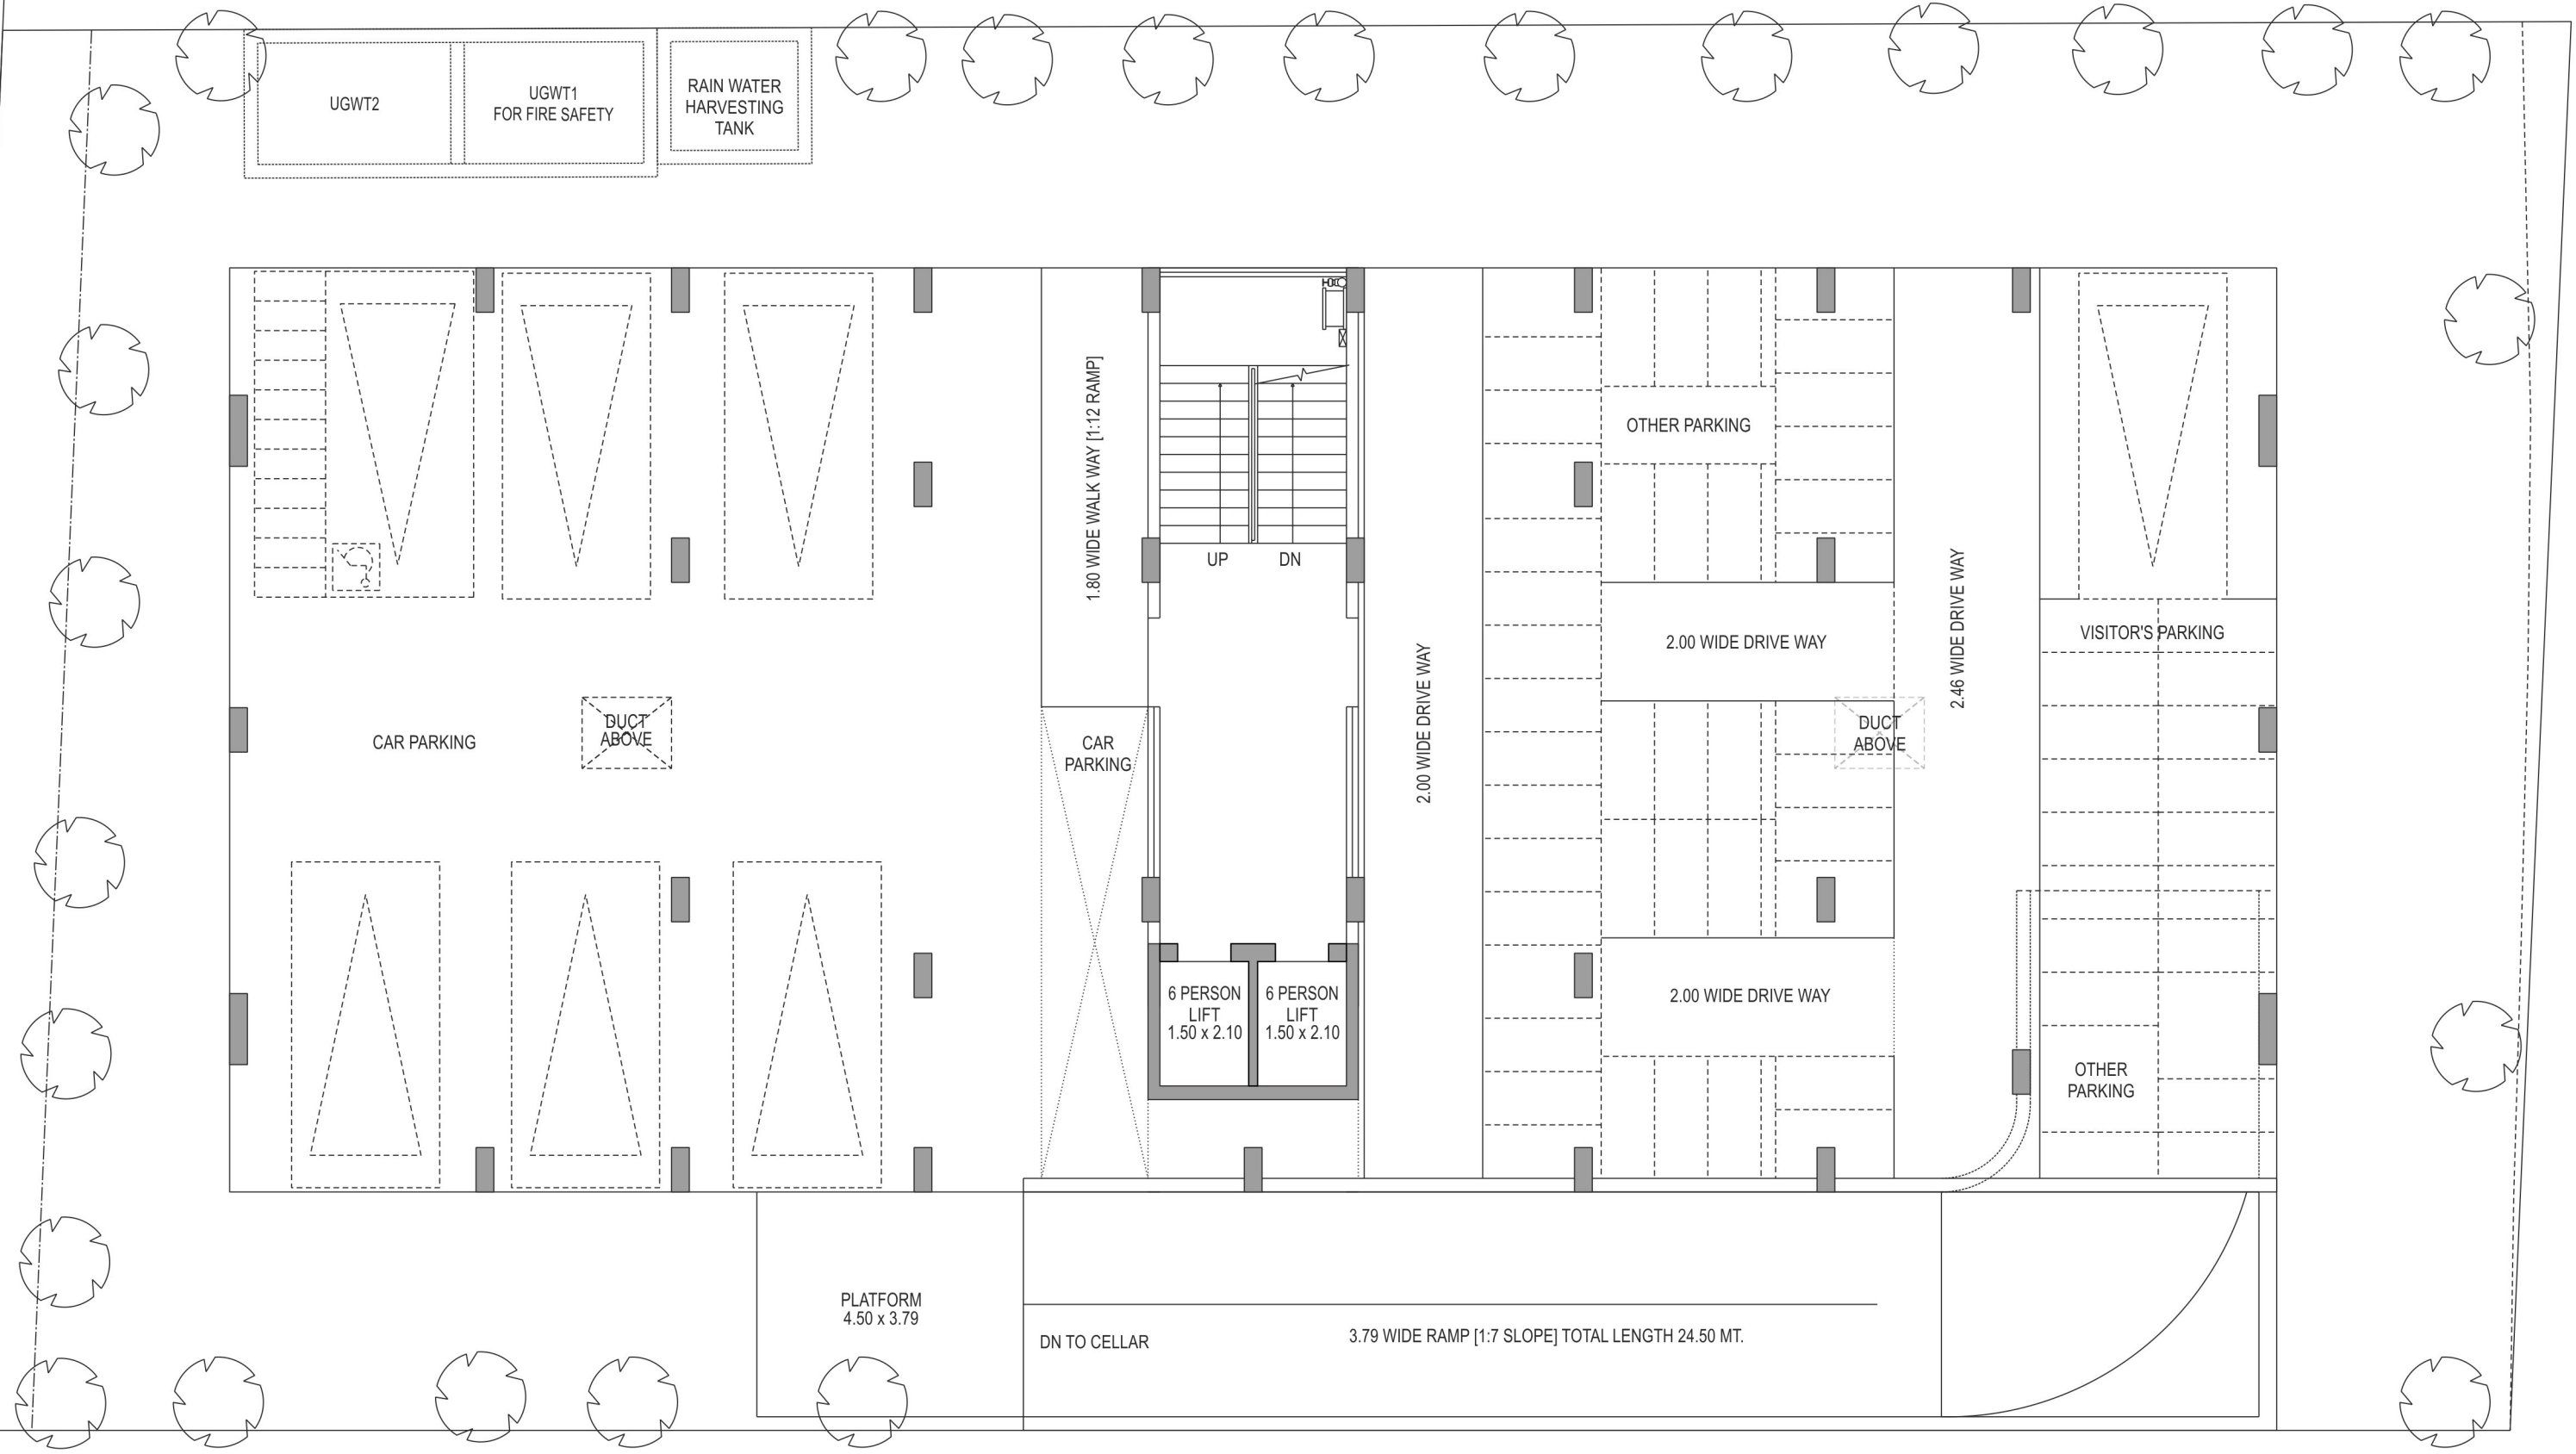 UGWT2
UGWT1
FOR FIRE SAFETY
RAIN WATER
HARVESTING
TANK
1.80 WIDE WALK WAY [1:12 RAMP]
UP
DN
OTHER PARKING
2.00 WIDE DRIVE WAY
2.46 WIDE DRIVE WAY
VISITOR'S PARKING
CAR PARKING
DUCT
ABOVE
CAR
PARKING
2.00 WIDE DRIVE WAY
DUCT
ABOVE
6 PERSON
LIFT
1.50 x 2.10
6 PERSON
LIFT
1.50 x 2.10
2.00 WIDE DRIVE WAY
OTHER
PARKING
PLATFORM
4.50 x 3.79
DN TO CELLAR
3.79 WIDE RAMP [1:7 SLOPE] TOTAL LENGTH 24.50 MT.